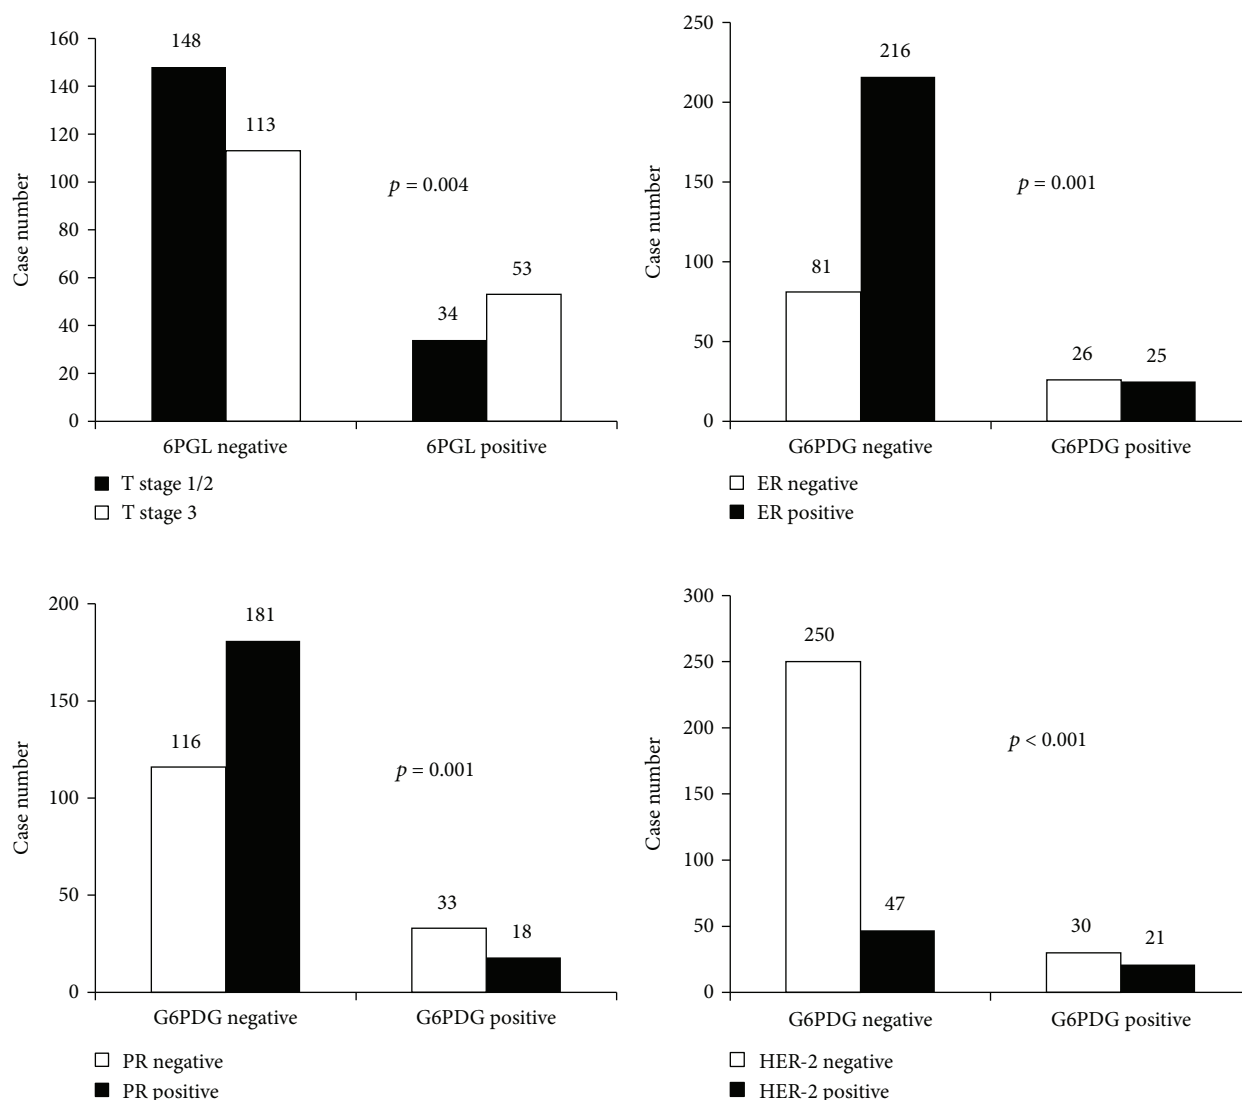 160
140
120
100
80
60
40
20
0
Case number
148
113
p = 0.004
34
53
6PGL negative
6PGL positive
T stage 1/2
T stage 3
250
200
150
100
50
0
Case number
81
216
p = 0.001
26
25
G6PDG negative
G6PDG positive
ER negative
ER positive
200
150
100
50
0
Case number
116
181
p = 0.001
33
18
G6PDG negative
G6PDG positive
PR negative
PR positive
300
250
200
150
100
50
0
Case number
250
47
p < 0.001
30
21
G6PDG negative
G6PDG positive
HER-2 negative
HER-2 positive